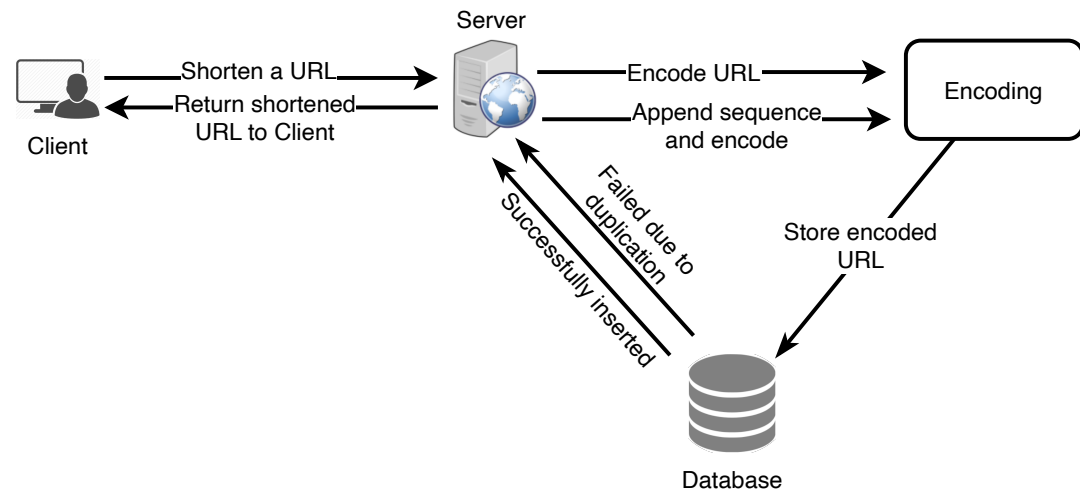 Server
Shorten a URL
Return shortened
URL to Client
Client
Encode URL
Append sequence
and encode
Encoding
Failed due to
duplication
Successfully inserted
Store encoded
URL
Database